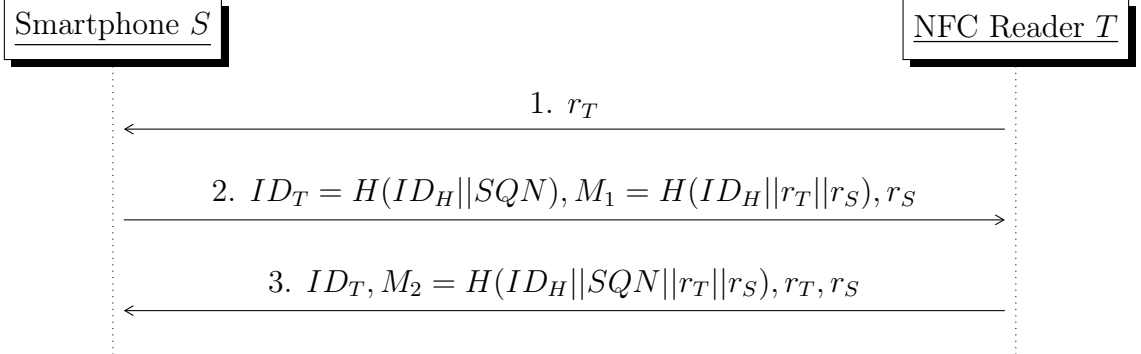 Smartphone S
NFC Reader T
1. r_T
2. ID_T = H(ID_H||SQN), M_1 = H(ID_H||r_T||r_S), r_S
3. ID_T, M_2 = H(ID_H||SQN||r_T||r_S), r_T, r_S